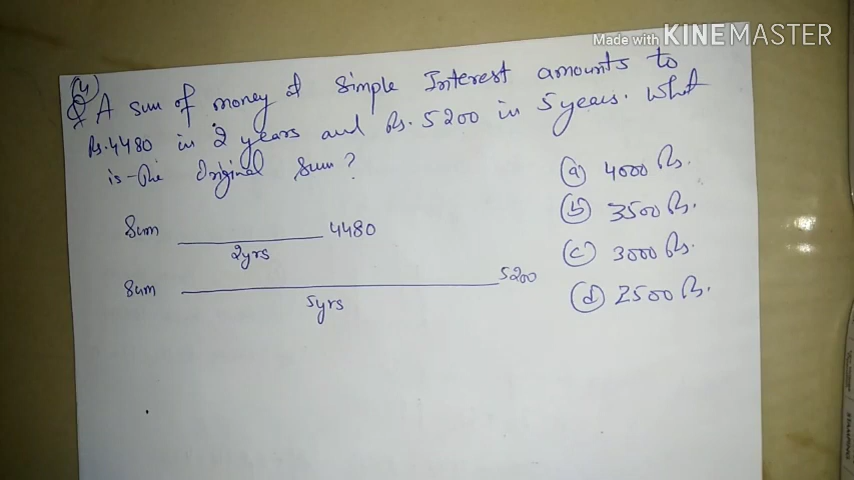 Made with KINEMASTER
(4)
Q A sum of money at Simple Interest amounts to
Rs.4480 in 2 years and Rs. 5200 in 5 years. What
is the Original Sum?
(a) 4000 Rs.
(b) 3500 Rs.
(c) 3000 Rs.
(d) 2500 Rs.
Sum 4480
2yrs
Sum 5200
5yrs
STAMPING